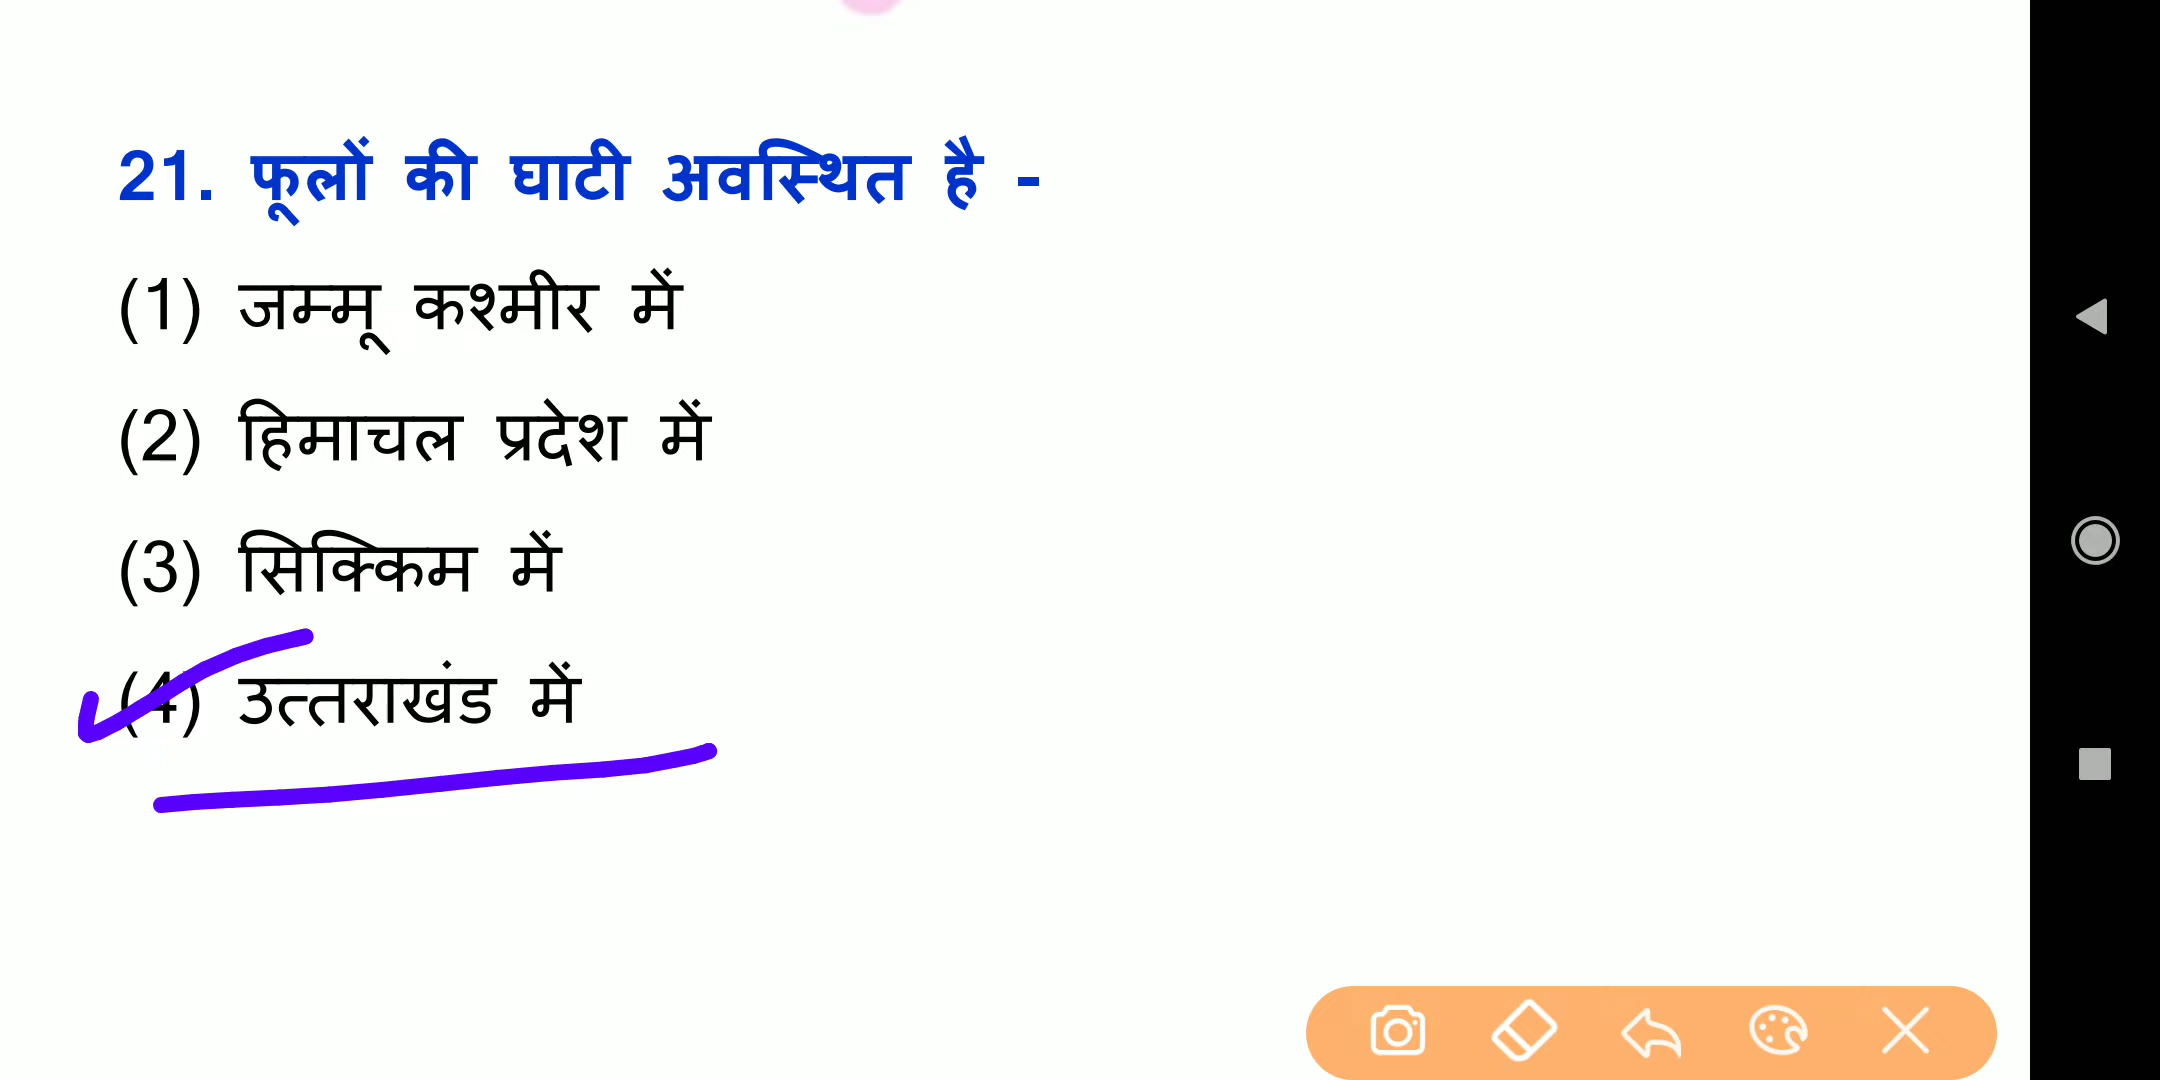 21. फूलों की घाटी अवस्थित है -
(1) जम्मू कश्मीर में
(2) हिमाचल प्रदेश में
(3) सिक्किम में
(4) उत्तराखंड में